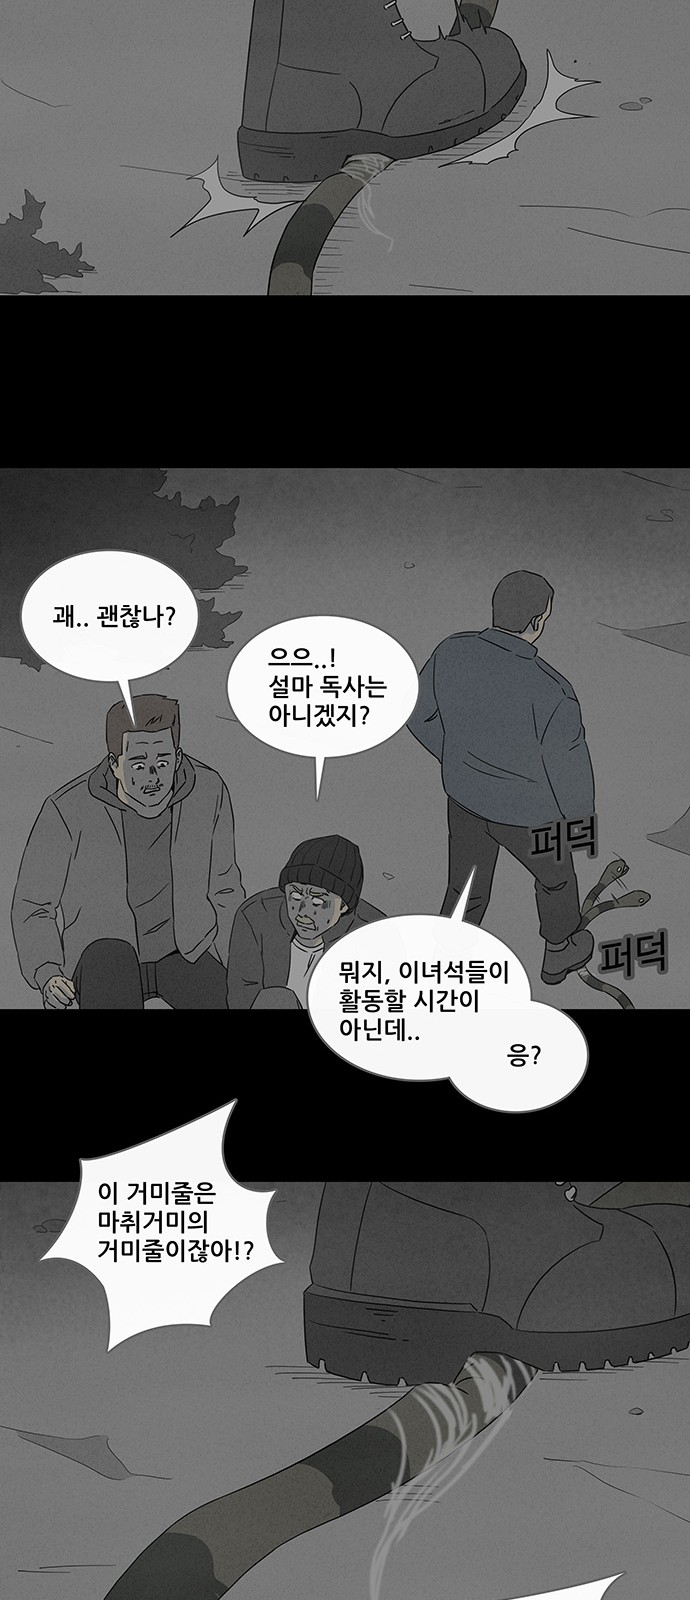 괘.. 괜찮나?
으으..!
설마 독사는
아니겠지?
퍼덕
퍼덕
뭐지, 이녀석들이
활동할 시간이
아닌데..
응?
이 거미줄은
마취거미의
거미줄이잖아!?